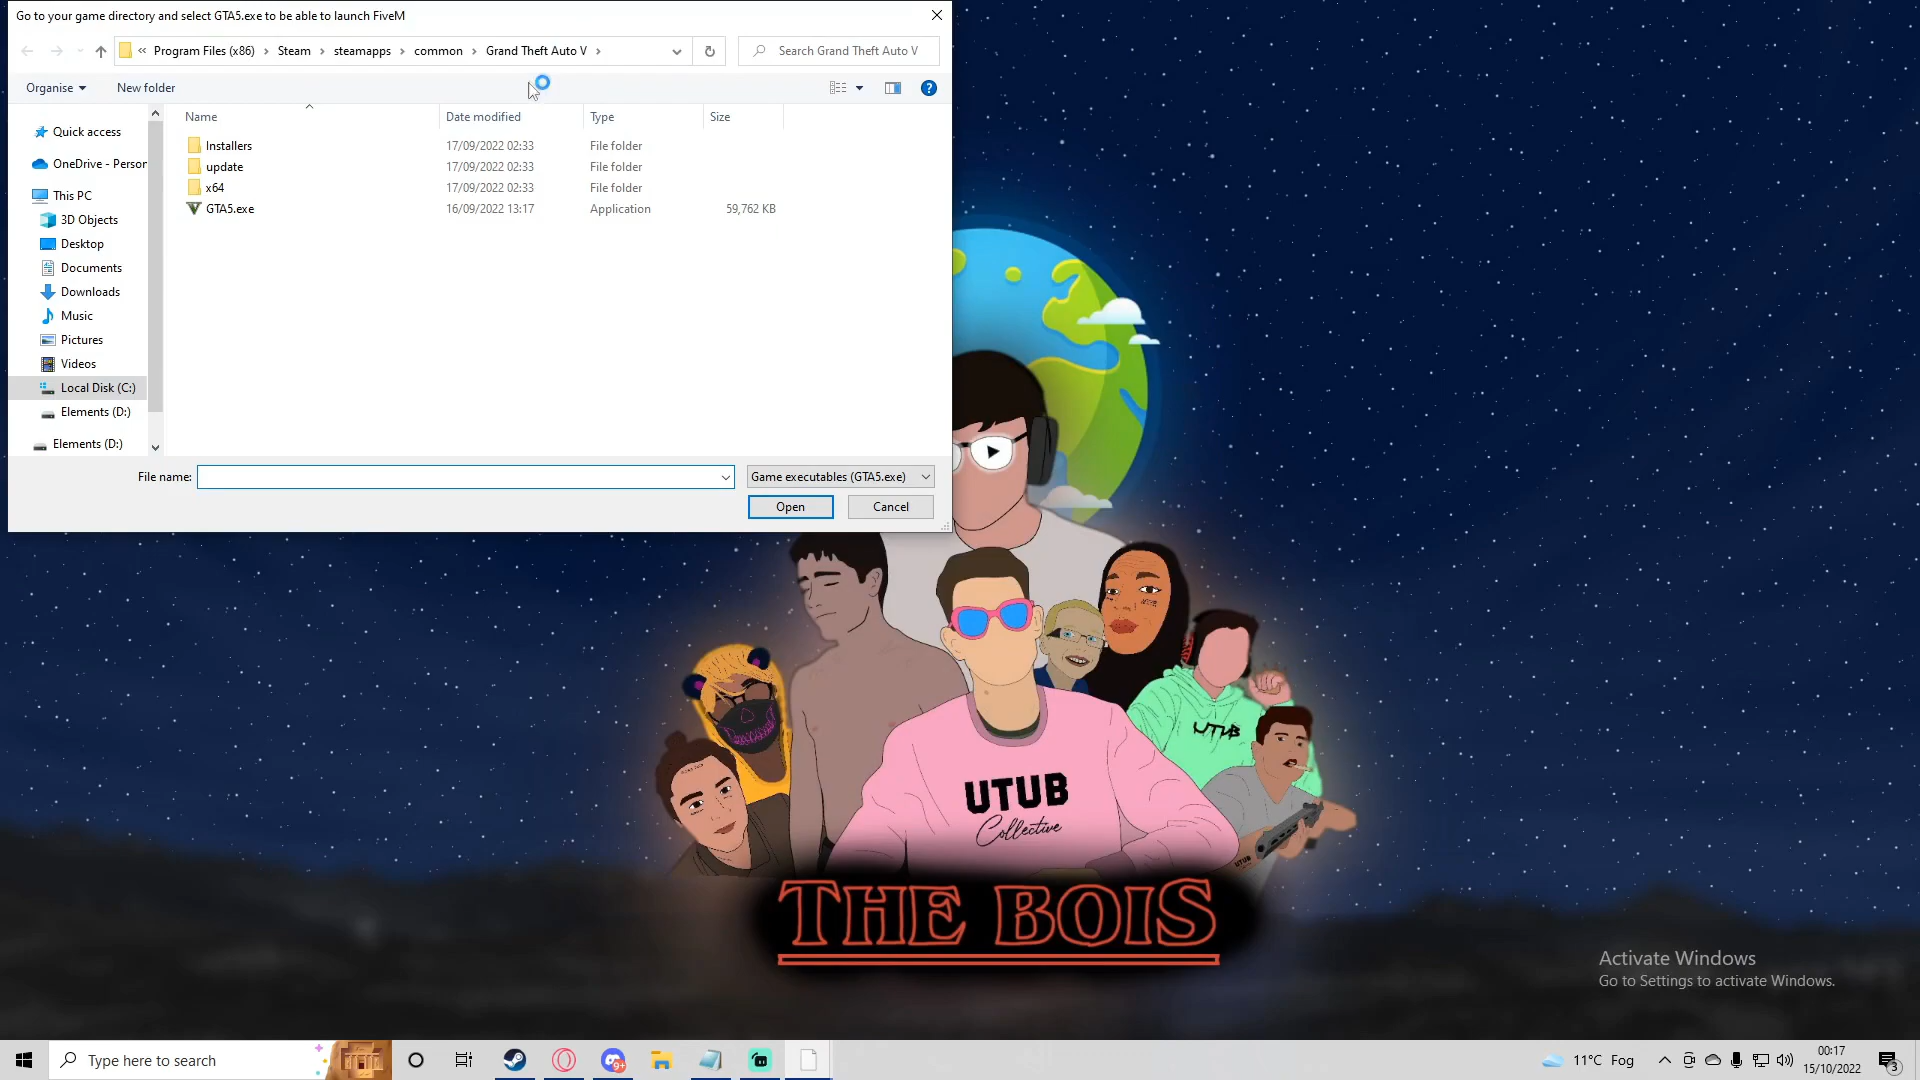 Go to your game directory and select GTA5.exe to be able to launch FiveM
« Program Files (x86) › Steam › steamapps › common › Grand Theft Auto V ›
Search Grand Theft Auto V
Organise
New folder
Name
Date modified
Type
Size
Installers 17/09/2022 02:33 File folder
update 17/09/2022 02:33 File folder
x64 17/09/2022 02:33 File folder
GTA5.exe 16/09/2022 13:17 Application 59,762 KB
Quick access
OneDrive - Person
This PC
3D Objects
Desktop
Documents
Downloads
Music
Pictures
Videos
Local Disk (C:)
Elements (D:)
Elements (D:)
File name:
Game executables (GTA5.exe)
Open
Cancel
UTUB
UTUB
Collective
THE BOIS
Activate Windows
Go to Settings to activate Windows.
Type here to search
9+
11°C Fog
00:17
15/10/2022
3